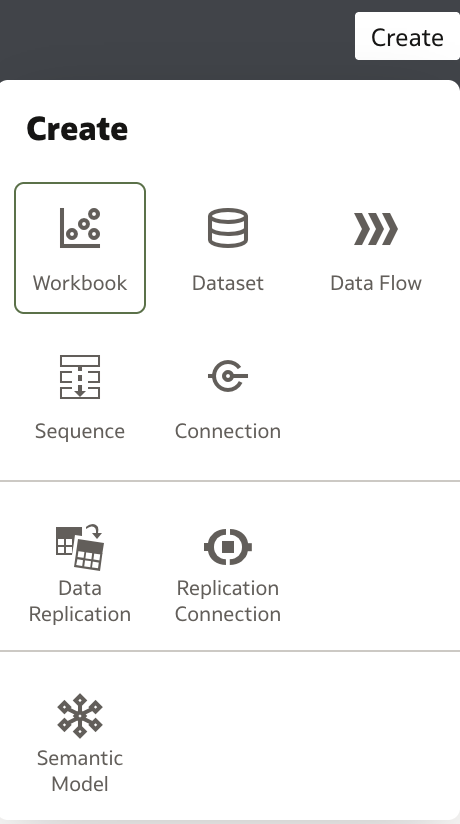 Create
Create
Workbook
Dataset
Data Flow
Sequence
Connection
Data
Replication
Replication
Connection
Semantic
Model